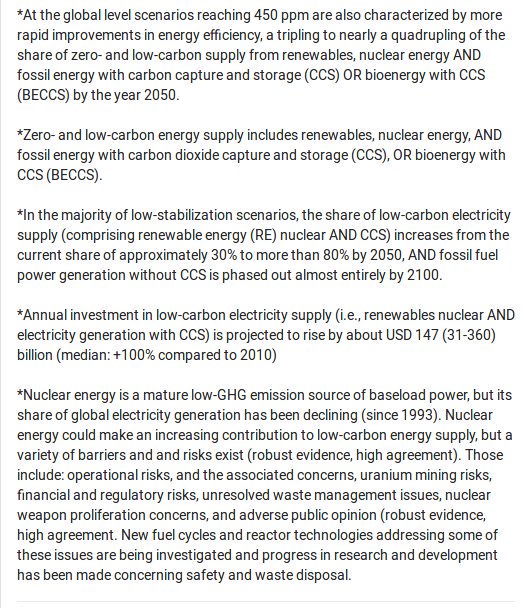 *At the global level scenarios reaching 450 ppm are also characterized by more
rapid improvements in energy efficiency, a tripling to nearly a quadrupling of the
share of zero- and low-carbon supply from renewables, nuclear energy AND
fossil energy with carbon capture and storage (CCS) OR bioenergy with CCS
(BECCS) by the year 2050.
*Zero- and low-carbon energy supply includes renewables, nuclear energy, AND
fossil energy with carbon dioxide capture and storage (CCS), OR bioenergy with
CCS (BECCS).
*In the majority of low-stabilization scenarios, the share of low-carbon electricity
supply (comprising renewable energy (RE) nuclear AND CCS) increases from the
current share of approximately 30% to more than 80% by 2050, AND fossil fuel
power generation without CCS is phased out almost entirely by 2100.
*Annual investment in low-carbon electricity supply (i.e., renewables nuclear AND
electricity generation with CCS) is projected to rise by about USD 147 (31-360)
billion (median: +100% compared to 2010)
*Nuclear energy is a mature low-GHG emission source of baseload power, but its
share of global electricity generation has been declining (since 1993). Nuclear
energy could make an increasing contribution to low-carbon energy supply, but a
variety of barriers and and risks exist (robust evidence, high agreement). Those
include: operational risks, and the associated concerns, uranium mining risks,
financial and regulatory risks, unresolved waste management issues, nuclear
weapon proliferation concerns, and adverse public opinion (robust evidence,
high agreement. New fuel cycles and reactor technologies addressing some of
these issues are being investigated and progress in research and development
has been made concerning safety and waste disposal.